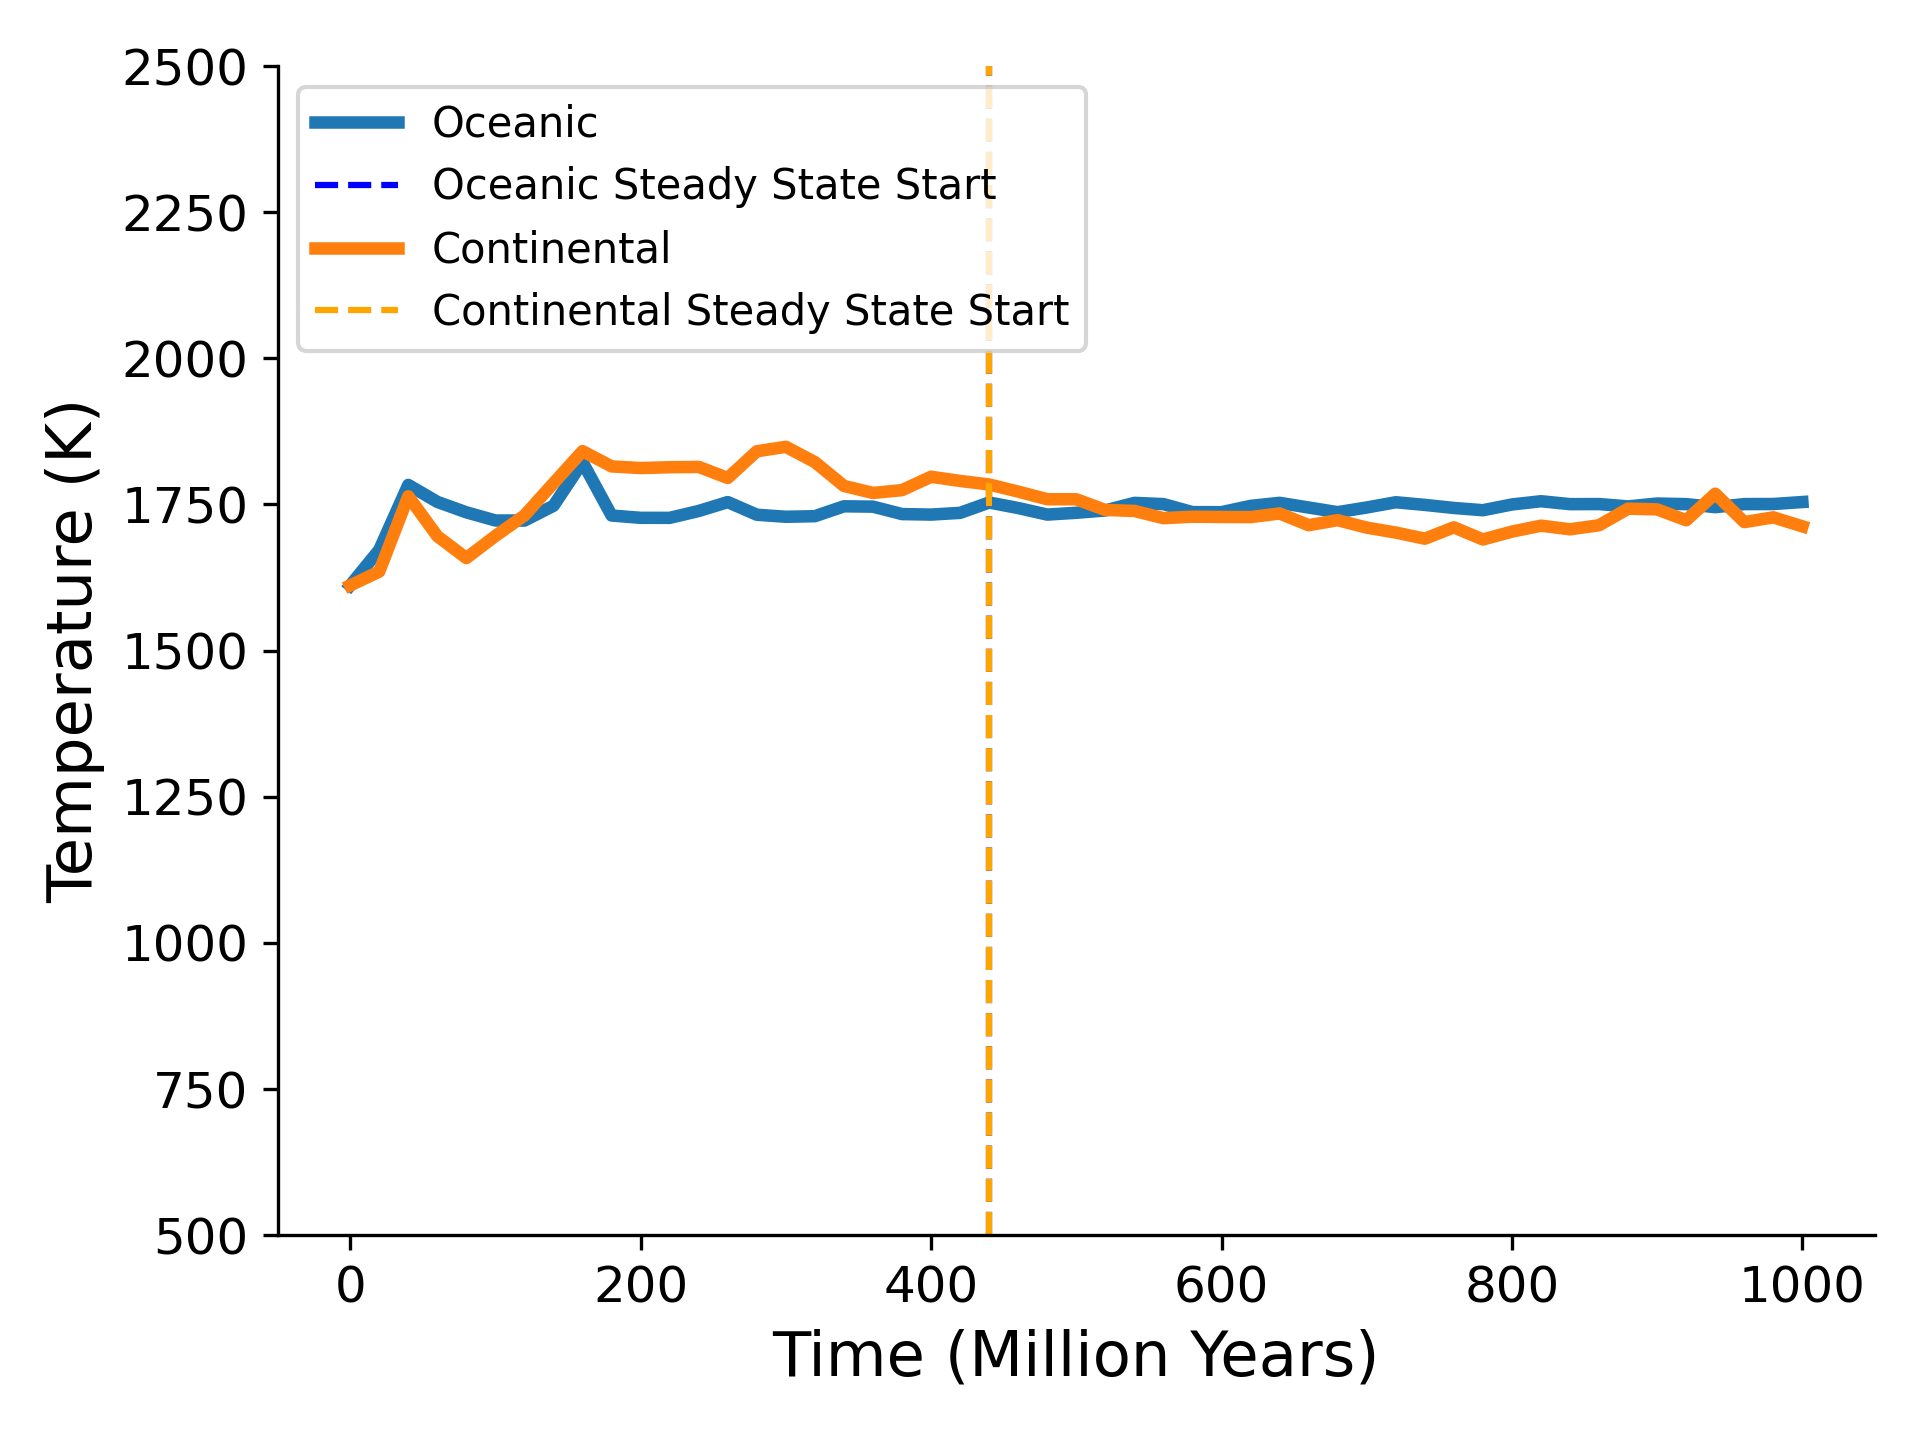 2500
2250
2000
1750
1500
1250
1000
750
500
Temperature (K)
Oceanic
Oceanic Steady State Start
Continental
Continental Steady State Start
0 200 400 600 800 1000
Time (Million Years)